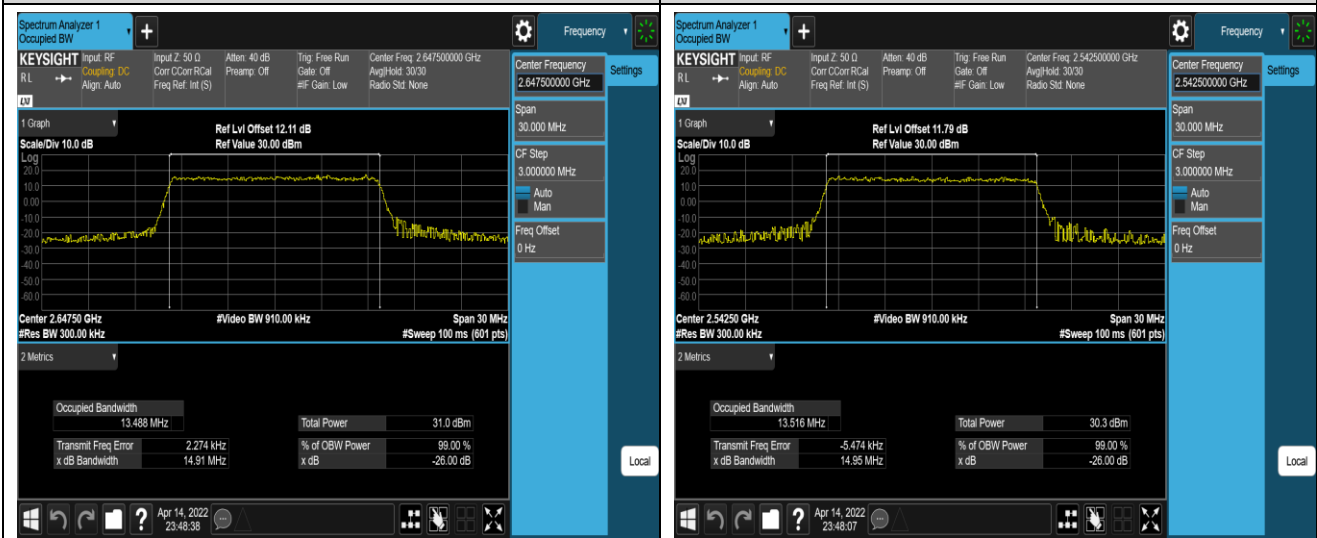 Spectrum Analyzer 1
Occupied BW
+
Frequency
KEYSIGHT
Input: RF
Input Z: 50 Ω
Atten: 40 dB
Trig: Free Run
Center Freq: 2.647500000 GHz
R L
Coupling: DC
Corr CCorr RCal
Preamp: Off
Gate: Off
Avg|Hold: 30/30
Align: Auto
Freq Ref: Int (S)
#IF Gain: Low
Radio Std: None
LXI
Center Frequency
2.647500000 GHz
Settings
Span
30.000 MHz
CF Step
3.000000 MHz
Auto
Man
Freq Offset
0 Hz
Local
1 Graph
Ref Lvl Offset 12.11 dB
Scale/Div 10.0 dB
Ref Value 30.00 dBm
Log
20.0
10.0
0.00
-10.0
-20.0
-30.0
-40.0
-50.0
-60.0
Center 2.64750 GHz
#Video BW 910.00 kHz
Span 30 MHz
#Res BW 300.00 kHz
#Sweep 100 ms (601 pts)
2 Metrics
Occupied Bandwidth
13.488 MHz
Total Power 31.0 dBm
Transmit Freq Error 2.274 kHz
% of OBW Power 99.00 %
x dB Bandwidth 14.91 MHz
x dB -26.00 dB
?
Apr 14, 2022
23:48:38
Spectrum Analyzer 1
Occupied BW
+
Frequency
KEYSIGHT
Input: RF
Input Z: 50 Ω
Atten: 40 dB
Trig: Free Run
Center Freq: 2.542500000 GHz
R L
Coupling: DC
Corr CCorr RCal
Preamp: Off
Gate: Off
Avg|Hold: 30/30
Align: Auto
Freq Ref: Int (S)
#IF Gain: Low
Radio Std: None
LXI
Center Frequency
2.542500000 GHz
Settings
Span
30.000 MHz
CF Step
3.000000 MHz
Auto
Man
Freq Offset
0 Hz
Local
1 Graph
Ref Lvl Offset 11.79 dB
Scale/Div 10.0 dB
Ref Value 30.00 dBm
Log
20.0
10.0
0.00
-10.0
-20.0
-30.0
-40.0
-50.0
-60.0
Center 2.54250 GHz
#Video BW 910.00 kHz
Span 30 MHz
#Res BW 300.00 kHz
#Sweep 100 ms (601 pts)
2 Metrics
Occupied Bandwidth
13.516 MHz
Total Power 30.3 dBm
Transmit Freq Error -5.474 kHz
% of OBW Power 99.00 %
x dB Bandwidth 14.95 MHz
x dB -26.00 dB
?
Apr 14, 2022
23:48:07